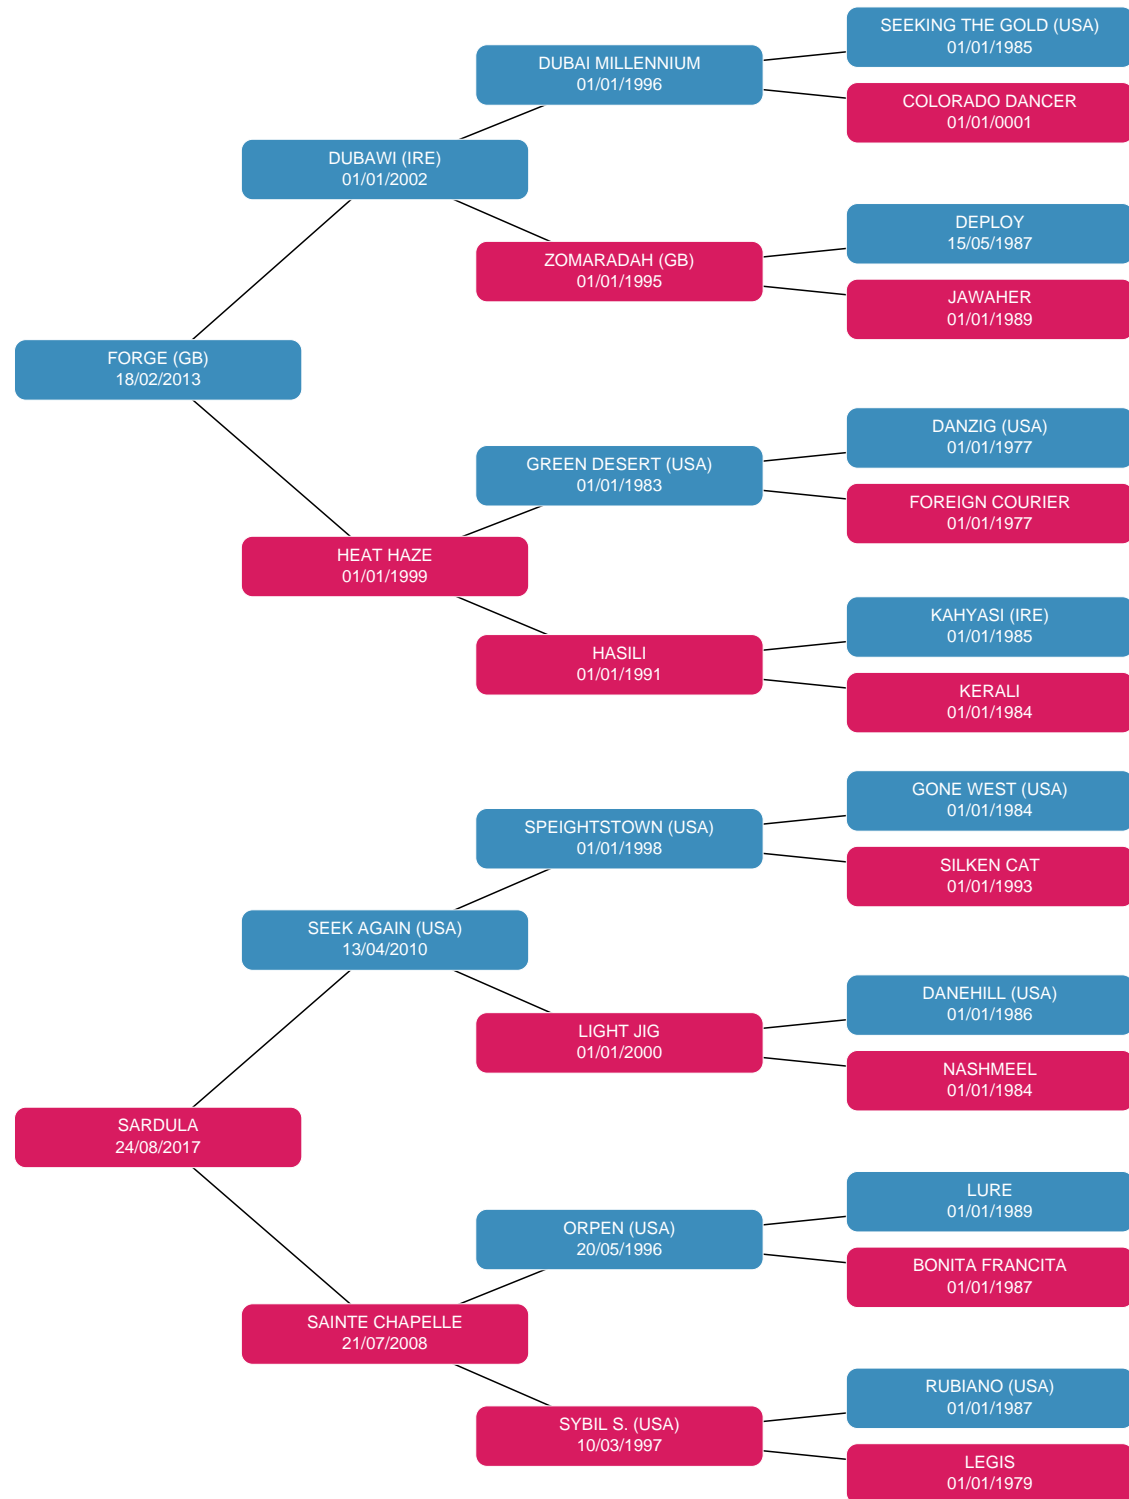 SEEKING THE GOLD (USA)
01/01/1985
DUBAI MILLENNIUM
01/01/1996
COLORADO DANCER
01/01/0001
DUBAWI (IRE)
01/01/2002
DEPLOY
15/05/1987
ZOMARADAH (GB)
01/01/1995
JAWAHER
01/01/1989
FORGE (GB)
18/02/2013
DANZIG (USA)
01/01/1977
GREEN DESERT (USA)
01/01/1983
FOREIGN COURIER
01/01/1977
HEAT HAZE
01/01/1999
KAHYASI (IRE)
01/01/1985
HASILI
01/01/1991
KERALI
01/01/1984
GONE WEST (USA)
01/01/1984
SPEIGHTSTOWN (USA)
01/01/1998
SILKEN CAT
01/01/1993
SEEK AGAIN (USA)
13/04/2010
DANEHILL (USA)
01/01/1986
LIGHT JIG
01/01/2000
NASHMEEL
01/01/1984
SARDULA
24/08/2017
LURE
01/01/1989
ORPEN (USA)
20/05/1996
BONITA FRANCITA
01/01/1987
SAINTE CHAPELLE
21/07/2008
RUBIANO (USA)
01/01/1987
SYBIL S. (USA)
10/03/1997
LEGIS
01/01/1979